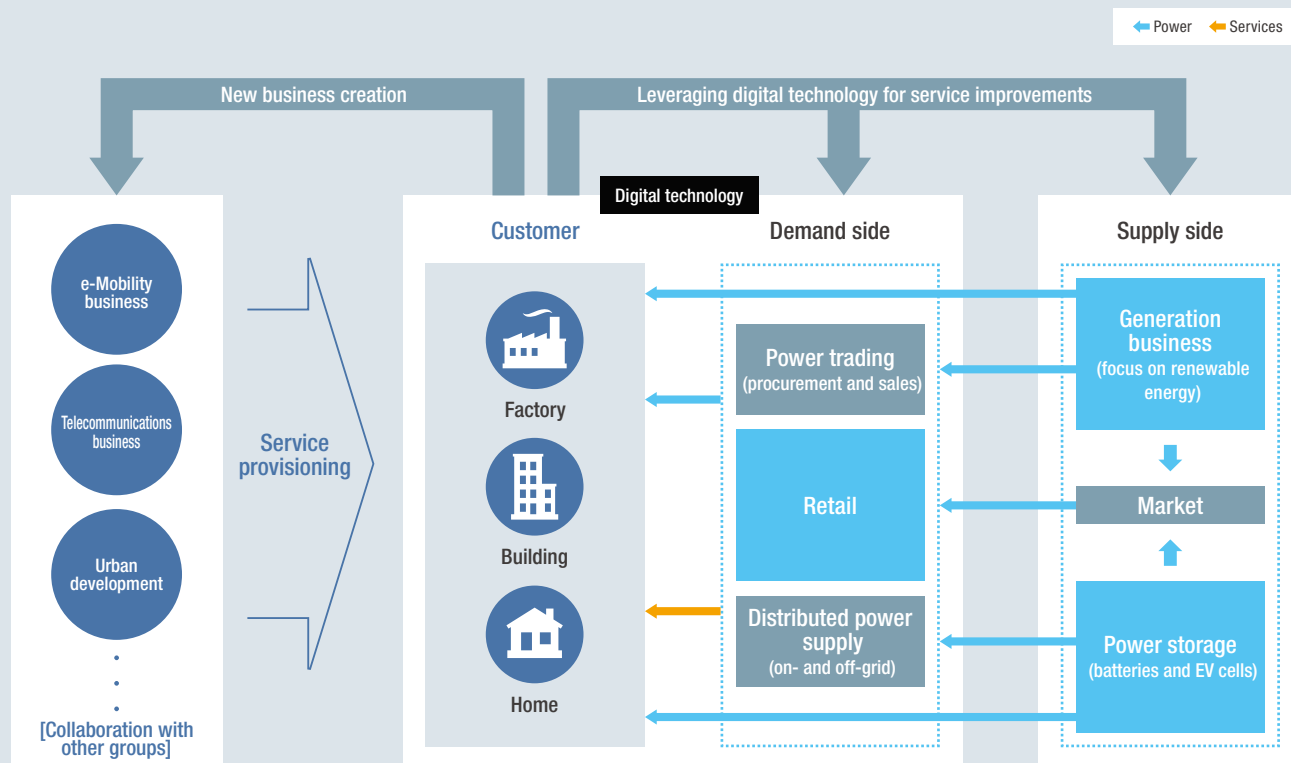 Power
Services
New business creation
Leveraging digital technology for service improvements
Digital technology
e-Mobility
business
Telecommunications
business
Urban
development
[Collaboration with
other groups]
Service
provisioning
Customer
Factory
Building
Home
Demand side
Power trading
(procurement and sales)
Retail
Distributed power
supply
(on- and off-grid)
Supply side
Generation
business
(focus on renewable
energy)
Market
Power storage
(batteries and EV cells)